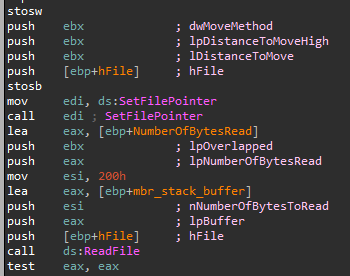 stosw
push ebx ; dwMoveMethod
push ebx ; lpDistanceToMoveHigh
push ebx ; lDistanceToMove
push [ebp+hFile] ; hFile
stosb
mov edi, ds:SetFilePointer
call edi ; SetFilePointer
lea eax, [ebp+NumberOfBytesRead]
push ebx ; lpOverlapped
push eax ; lpNumberOfBytesRead
mov esi, 200h
lea eax, [ebp+mbr_stack_buffer]
push esi ; nNumberOfBytesToRead
push eax ; lpBuffer
push [ebp+hFile] ; hFile
call ds:ReadFile
test eax, eax